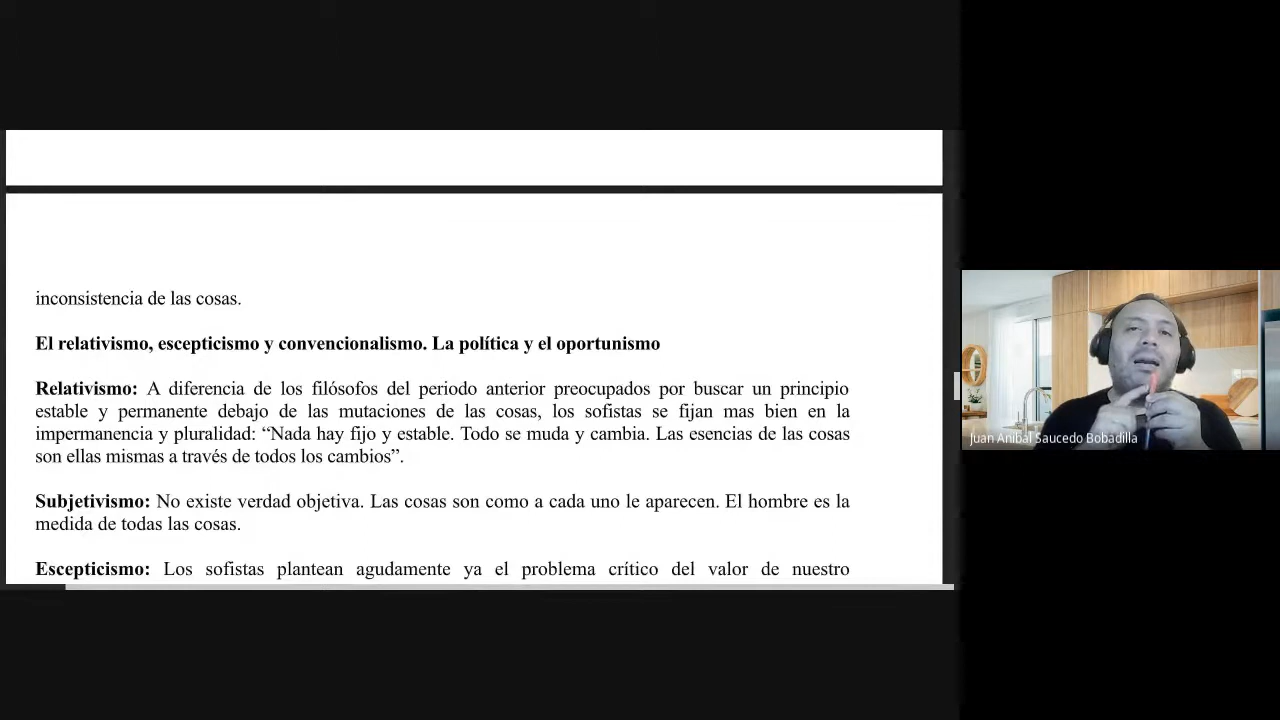 inconsistencia de las cosas.
El relativismo, escepticismo y convencionalismo. La política y el oportunismo
Relativismo: A diferencia de los filósofos del periodo anterior preocupados por buscar un principio
estable y permanente debajo de las mutaciones de las cosas, los sofistas se fijan mas bien en la
impermanencia y pluralidad: “Nada hay fijo y estable. Todo se muda y cambia. Las esencias de las cosas
son ellas mismas a través de todos los cambios”.
Subjetivismo: No existe verdad objetiva. Las cosas son como a cada uno le aparecen. El hombre es la
medida de todas las cosas.
Escepticismo: Los sofistas plantean agudamente ya el problema crítico del valor de nuestro
Juan Anibal Saucedo Bobadilla